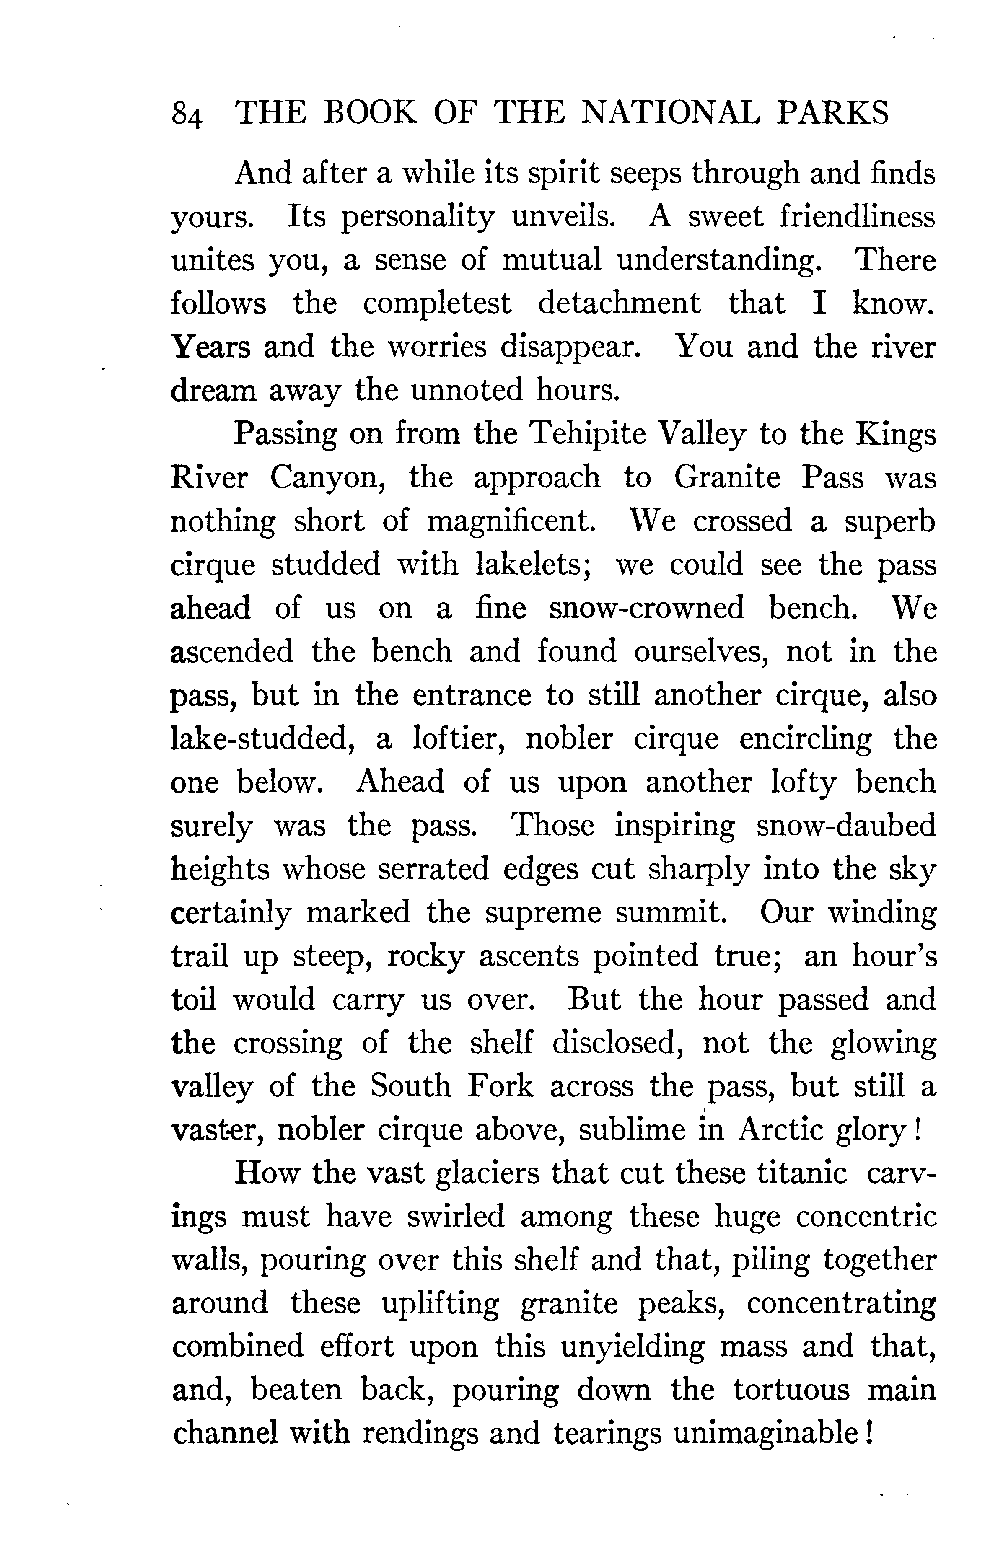 84 THE BOOK OF THE NATIONAL PARKS
And after a while its spirit seeps through and finds
yours. Its personality unveils. A sweet friendliness
unites you, a sense of mutual understanding. There
follows the completest detachment that I know.
Years and the worries disappear. You and the river
dream away the unnoted hours.
Passing on from the Tehipite Valley to the Kings
River Canyon, the approach to Granite Pass was
nothing short of magnificent. We crossed a superb
cirque studded with lakelets; we could see the pass
ahead of us on a fine snow-crowned bench. We
ascended the bench and found ourselves, not in the
pass, but in the entrance to still another cirque, also
lake-studded, a loftier, nobler cirque encircling the
one below. Ahead of us upon another lofty bench
surely was the pass. Those inspiring snow-daubed
heights whose serrated edges cut sharply into the sky
certainly marked the supreme summit. Our winding
trail up steep, rocky ascents pointed true; an hour's
toil would carry us over. But the hour passed and
the crossing of the shelf disclosed, not the glowing
valley of the South Fork across the pass, but still a
vaster, nobler cirque above, sublime in Arctic glory!
How the vast glaciers that cut these titanic carv-
ings must have swirled among these huge concentric
walls, pouring over this shelf and that, piling together
around these uplifting granite peaks, concentrating
combined effort upon this unyielding mass and that,
and, beaten back, pouring down the tortuous main
channel with rendings and tearings unimaginable!